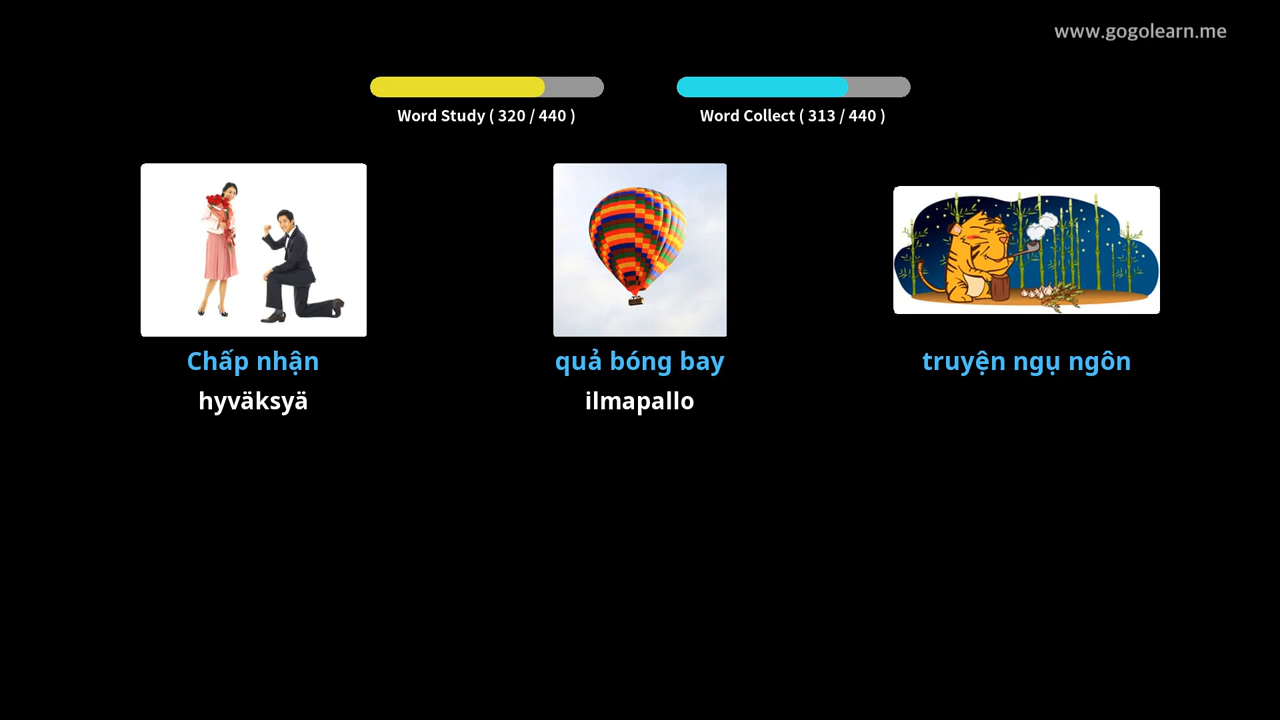 www.gogolearn.me
Word Study ( 320 / 440 )
Word Collect ( 313 / 440 )
Chấp nhận
quả bóng bay
truyện ngụ ngôn
hyväksyä
ilmapallo